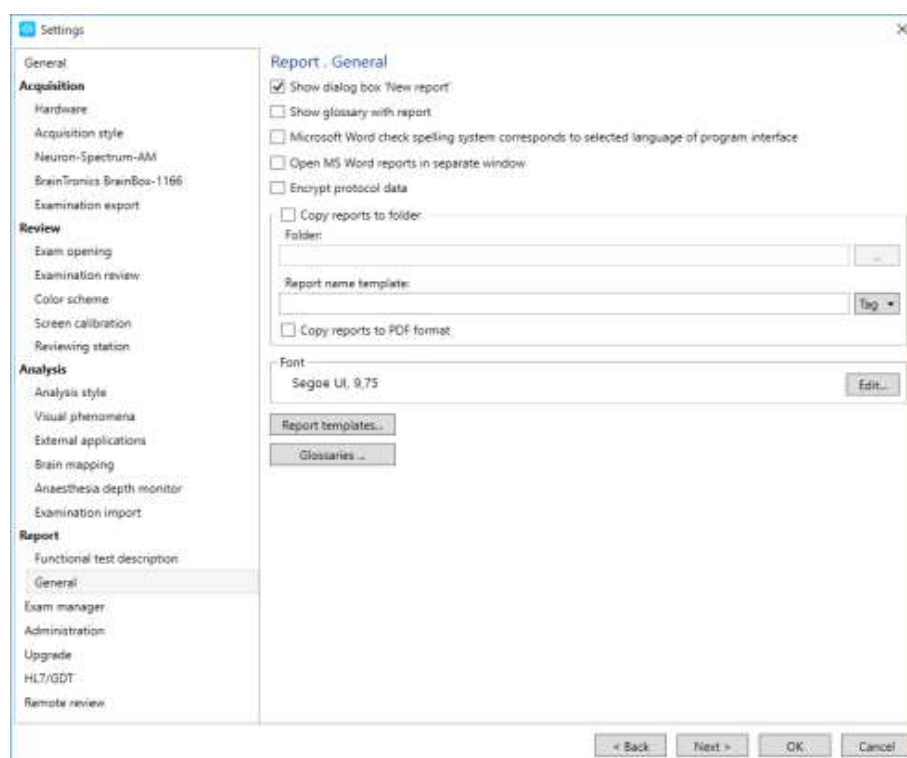 Settings
General
Acquisition
Hardware
Acquisition style
Neuron-Spectrum-AM
BrainTronics BrainBox-1166
Examination export
Review
Exam opening
Examination review
Color scheme
Screen calibration
Reviewing station
Analysis
Analysis style
Visual phenomena
External applications
Brain mapping
Anaesthesia depth monitor
Examination import
Report
Functional test description
General
Exam manager
Administration
Upgrade
HL7/GDT
Remote review
Report . General
Show dialog box 'New report'
Show glossary with report
Microsoft Word check spelling system corresponds to selected language of program interface
Open MS Word reports in separate window
Encrypt protocol data
Copy reports to folder
Folder:
...
Report name template:
Tag
Copy reports to PDF format
Font
Segoe UI, 9,75
Edit...
Report templates...
Glossaries ...
< Back
Next >
OK
Cancel